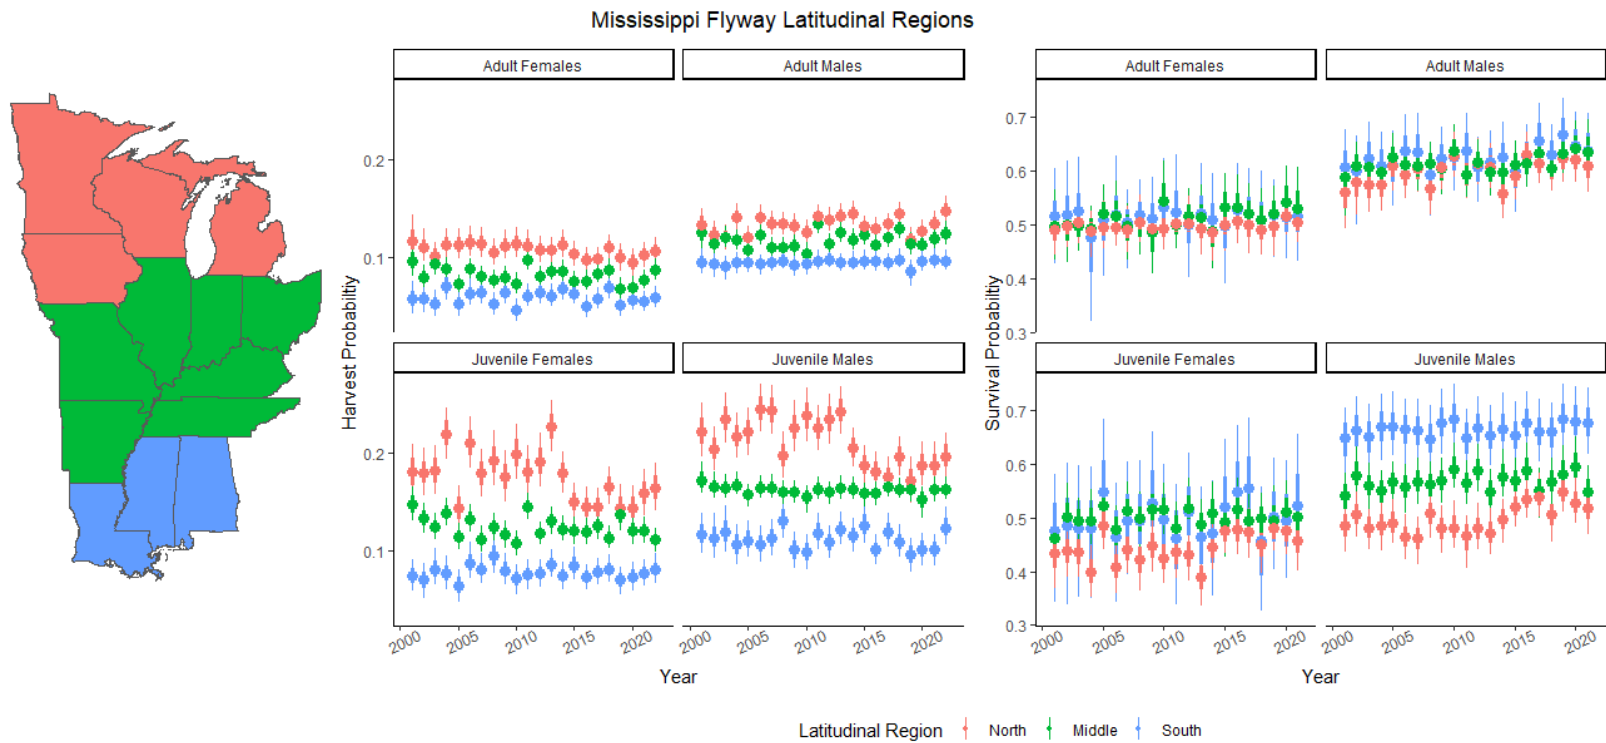 Mississippi Flyway Latitudinal Regions
Adult Females
Adult Males
Adult Females
Adult Males
0.2
0.1
0.7
0.6
0.5
0.4
0.3
Harvest Probabiltiy
Survival Probabiltiy
Juvenile Females
Juvenile Males
Juvenile Females
Juvenile Males
0.2
0.1
0.7
0.6
0.5
0.4
0.3
2000 2005 2010 2015 2020
2000 2005 2010 2015 2020
2000 2005 2010 2015 2020
2000 2005 2010 2015 2020
Year
Year
Latitudinal Region North Middle South